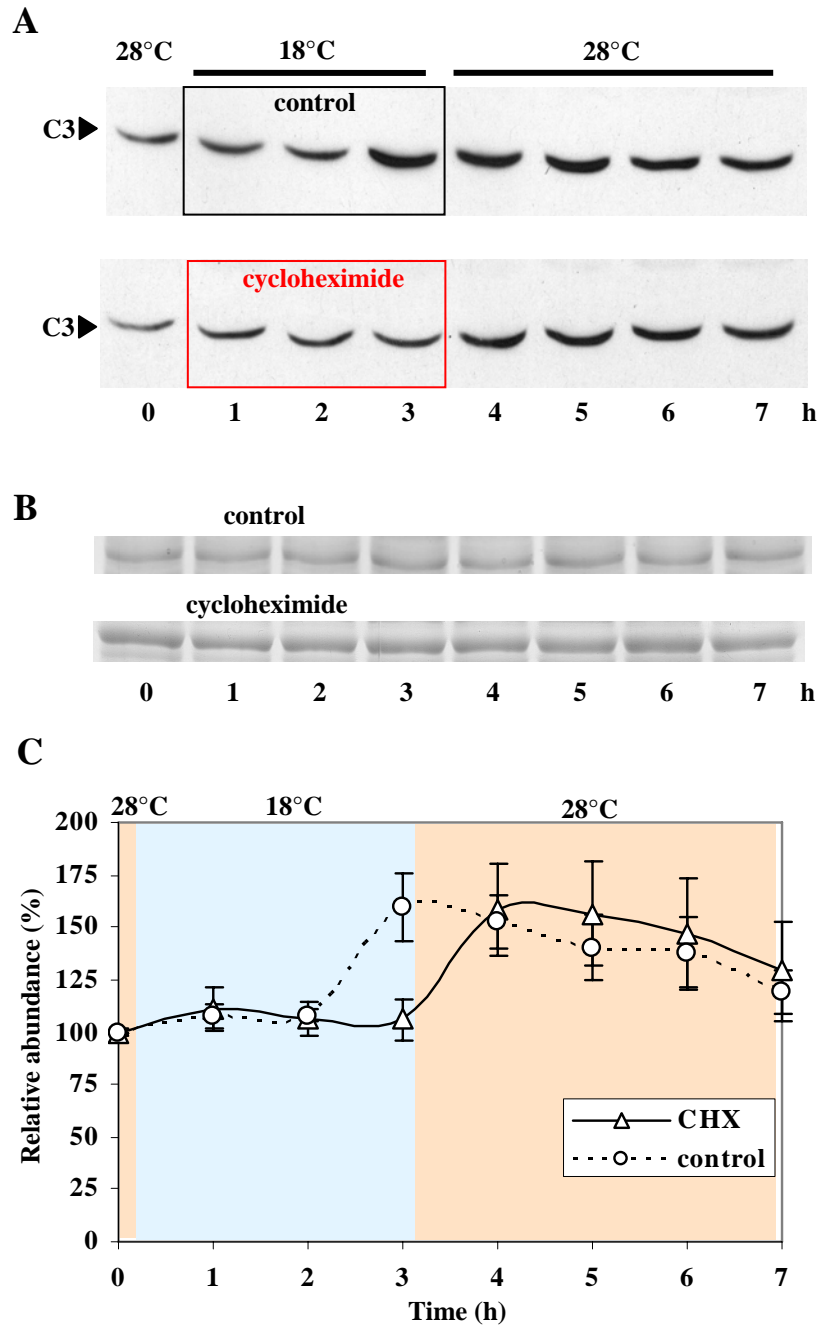 A
28°C 18°C 28°C
control
C3
cycloheximide
C3
0 1 2 3 4 5 6 7 h
B
control
cycloheximide
0 1 2 3 4 5 6 7 h
C
28°C 18°C 28°C
200
175
150
125
100
75
50
25
0
Relative abundance (%)
CHX
control
0 1 2 3 4 5 6 7
Time (h)